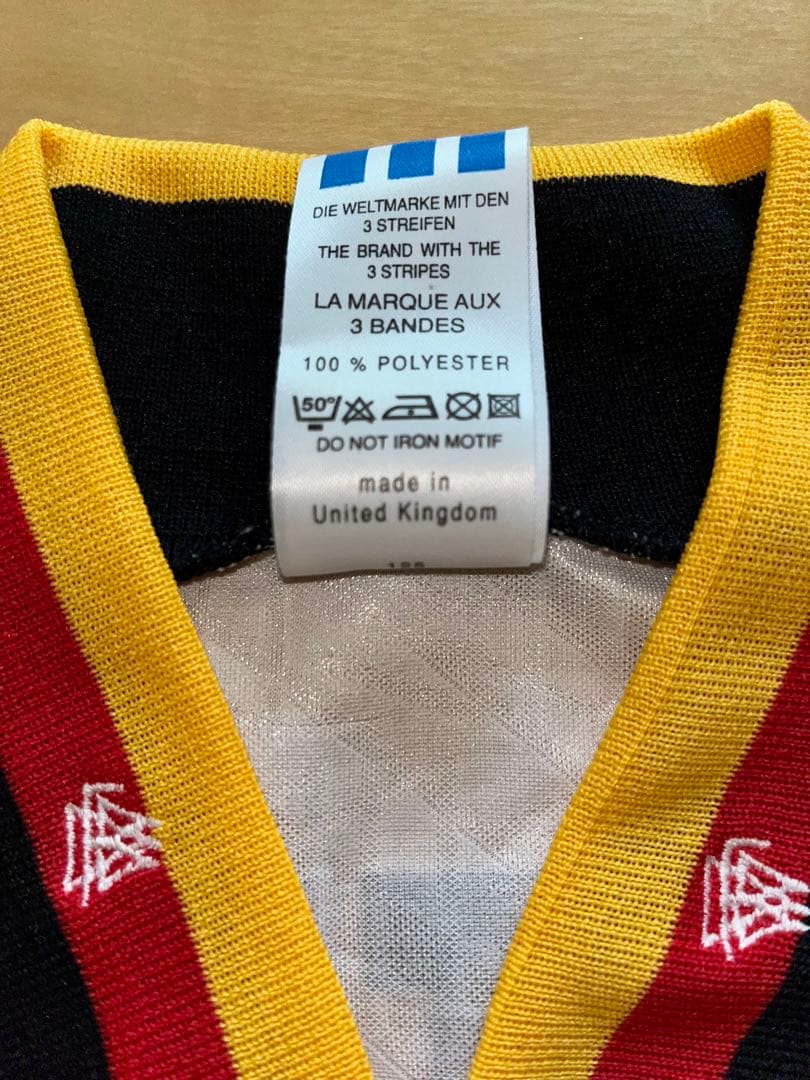 DIE WELTMARKE MIT DEN
3 STREIFEN
THE BRAND WITH THE
3 STRIPES
LA MARQUE AUX
3 BANDES
100 % POLYESTER
50°
DO NOT IRON MOTIF
made in
United Kingdom